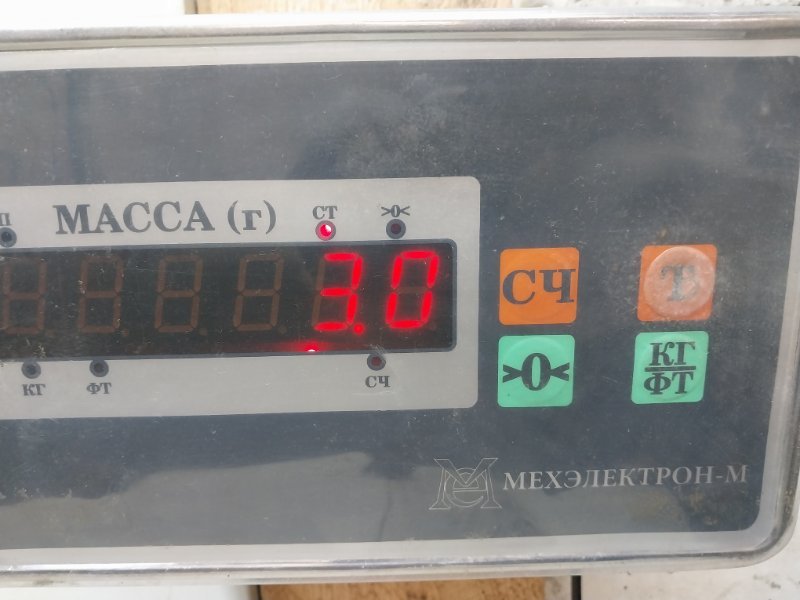 П
МАССА (г)
СТ
>0<
3.0
КГ
ФТ
СЧ
СЧ
Т
>0<
КГ
ФТ
МЕХЭЛЕКТРОН-М